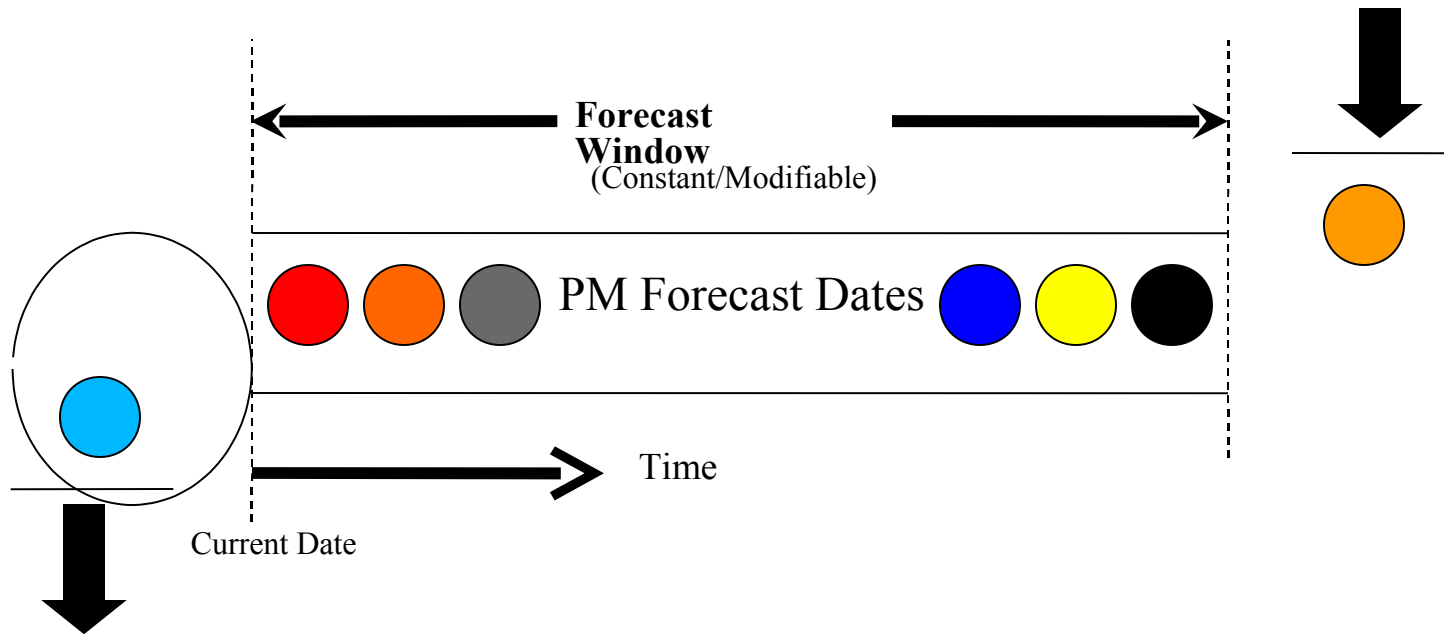 Forecast
Window
(Constant/Modifiable)
PM Forecast Dates
Time
Current Date